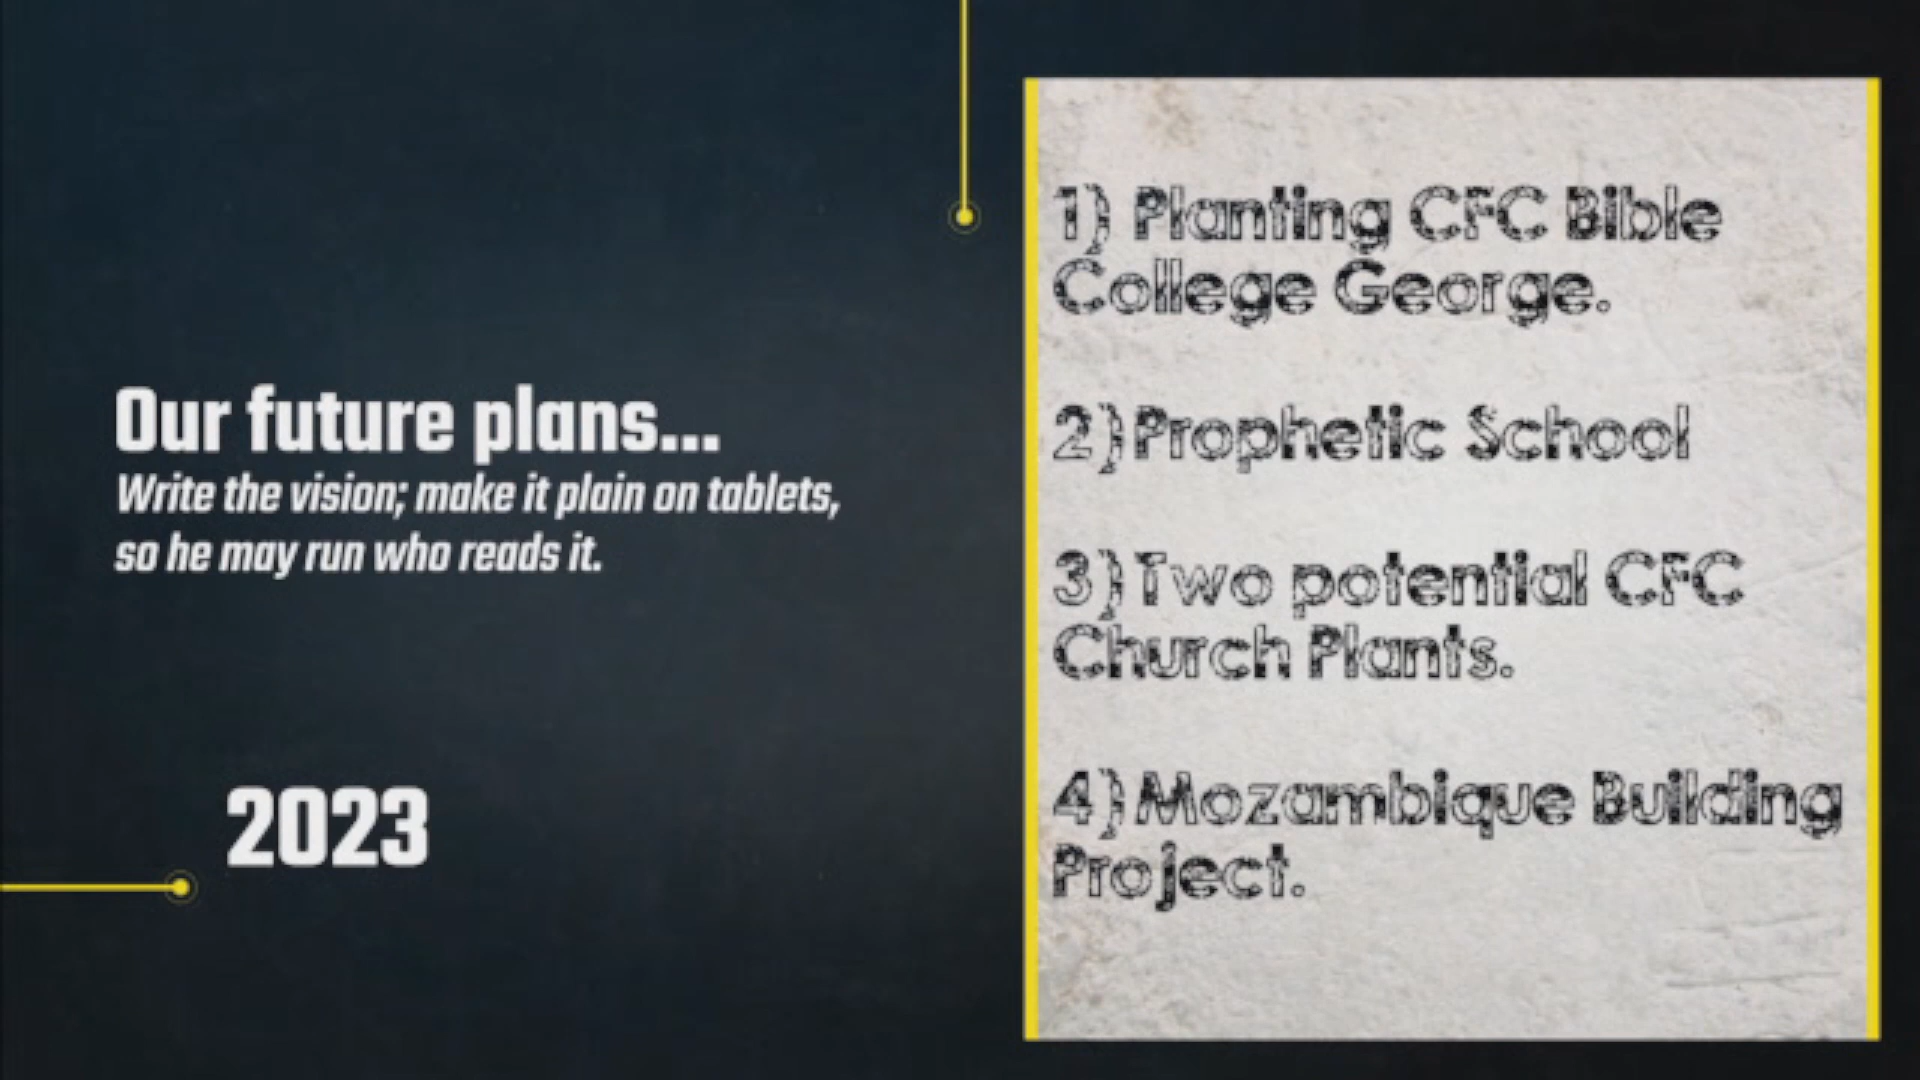 Our future plans...
Write the vision; make it plain on tablets,
so he may run who reads it.
2023
1) Planting CFC Bible
College George.
2) Prophetic School
3) Two potential CFC
Church Plants.
4) Mozambique Building
Project.